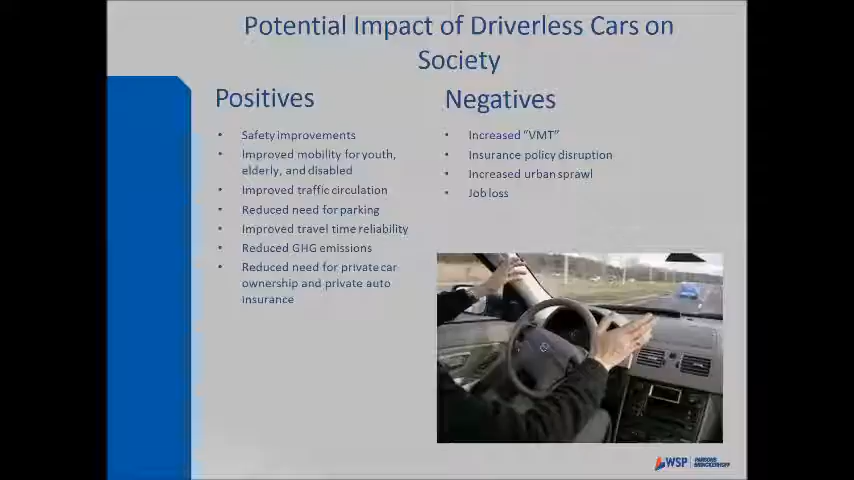 Potential Impact of Driverless Cars on
Society
Positives
• Safety improvements
• Improved mobility for youth,
elderly, and disabled
• Improved traffic circulation
• Reduced need for parking
• Improved travel time reliability
• Reduced GHG emissions
• Reduced need for private car
ownership and private auto
insurance
Negatives
• Increased “VMT”
• Insurance policy disruption
• Increased urban sprawl
• Job loss
WSP
PARSONS
BRINCKERHOFF